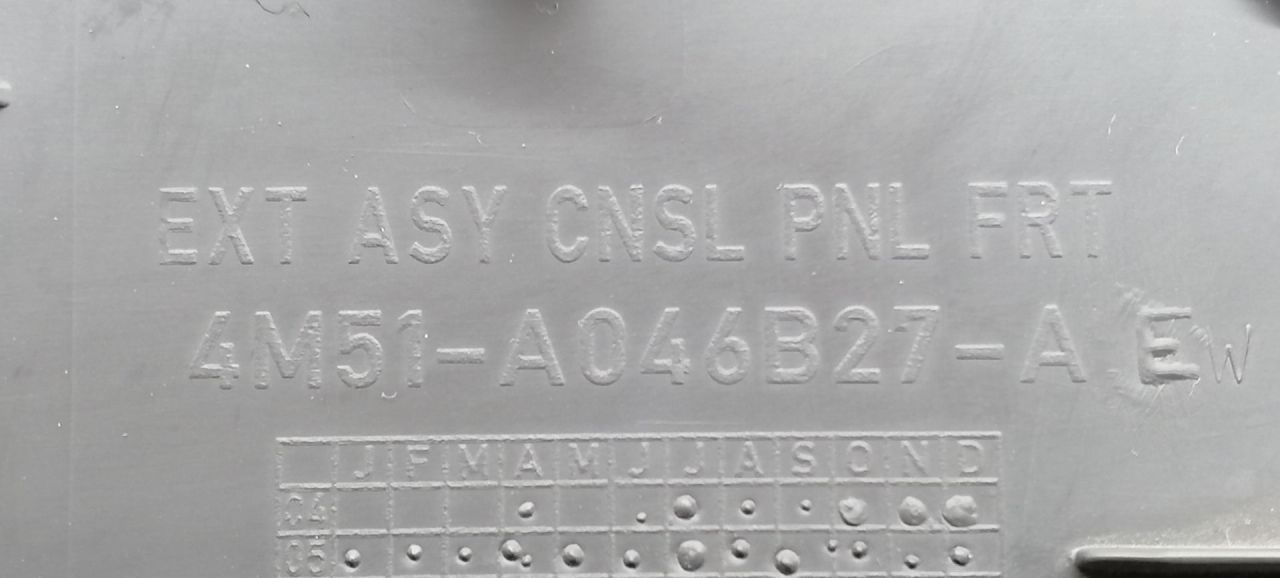 EXT ASY CNSL PNL FRT
4M51-A046B27-A E W
J F M A M J J A S O N D
04
05